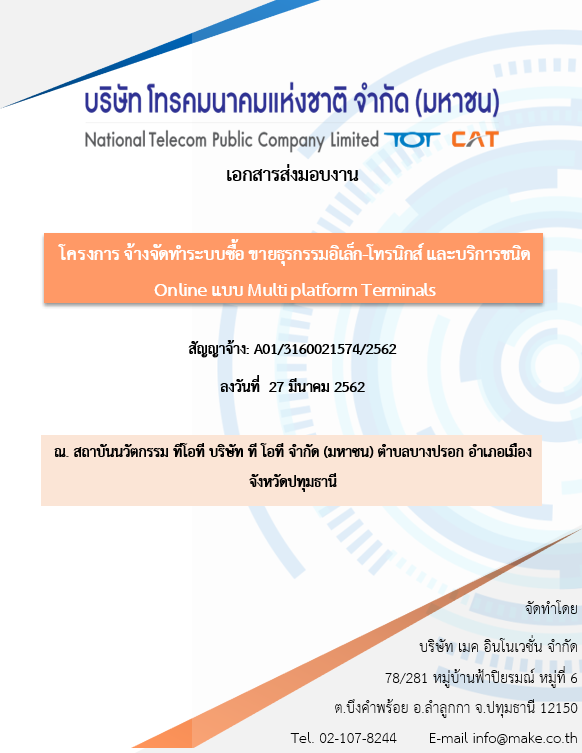 บริษัท โทรคมนาคมแห่งชาติ จำกัด (มหาชน)
National Telecom Public Company Limited TOT CAT
เอกสารส่งมอบงาน
โครงการ จ้างจัดทำระบบซื้อ ขายธุรกรรมอิเล็ก-โทรนิกส์ และบริการชนิด
Online แบบ Multi platform Terminals
สัญญาจ้าง: A01/3160021574/2562
ลงวันที่ 27 มีนาคม 2562
ณ. สถาบันนวัตกรรม ทีโอที บริษัท ที โอที จำกัด (มหาชน) ตำบลบางปรอก อำเภอเมือง
จังหวัดปทุมธานี
จัดทำโดย
บริษัท เมค อินโนเวชั่น จำกัด
78/281 หมู่บ้านฟ้าปิยรมณ์ หมู่ที่ 6
ต.บึงคำพร้อย อ.ลำลูกกา จ.ปทุมธานี 12150
Tel. 02-107-8244 E-mail info@make.co.th